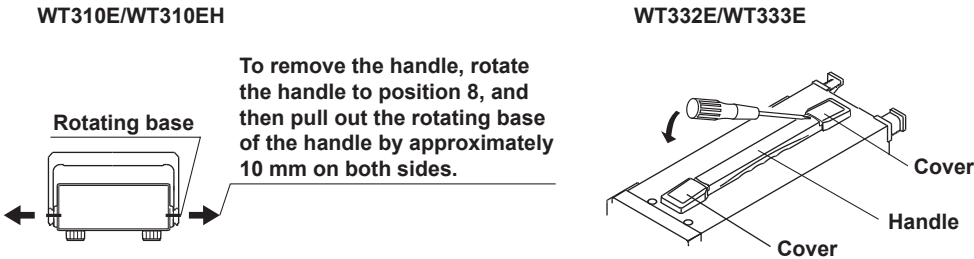 WT310E/WT310EH
To remove the handle, rotate
the handle to position 8, and
then pull out the rotating base
of the handle by approximately
10 mm on both sides.
Rotating base
WT332E/WT333E
Cover
Handle
Cover